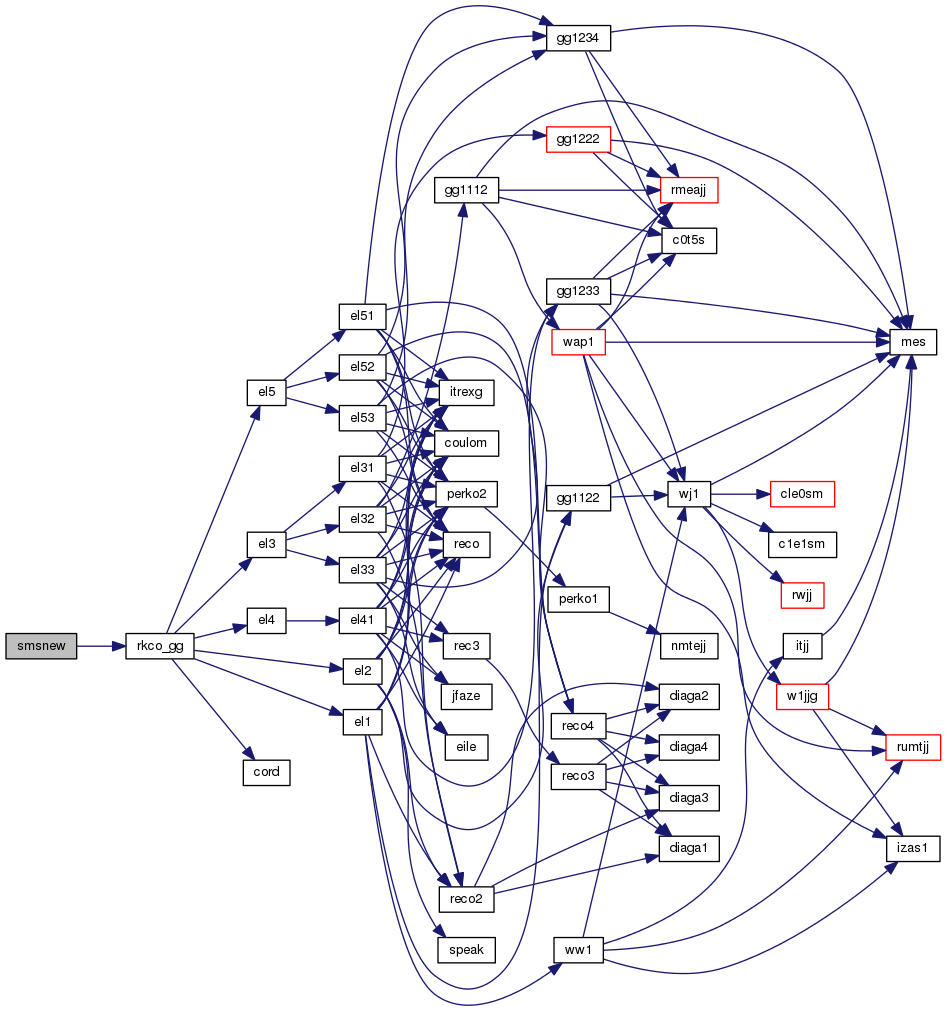 smsnew
rkco_gg
el5
el3
el4
el2
el1
cord
el51
el52
el53
el31
el32
el33
el41
gg1112
itrexg
coulom
perko2
reco
rec3
jfaze
eile
reco2
speak
gg1234
gg1222
gg1233
wap1
gg1122
perko1
reco4
reco3
ww1
rmeajj
c0t5s
wj1
nmtejj
diaga2
diaga4
diaga3
diaga1
cle0sm
c1e1sm
rwjj
itjj
w1jjg
mes
rumtjj
izas1